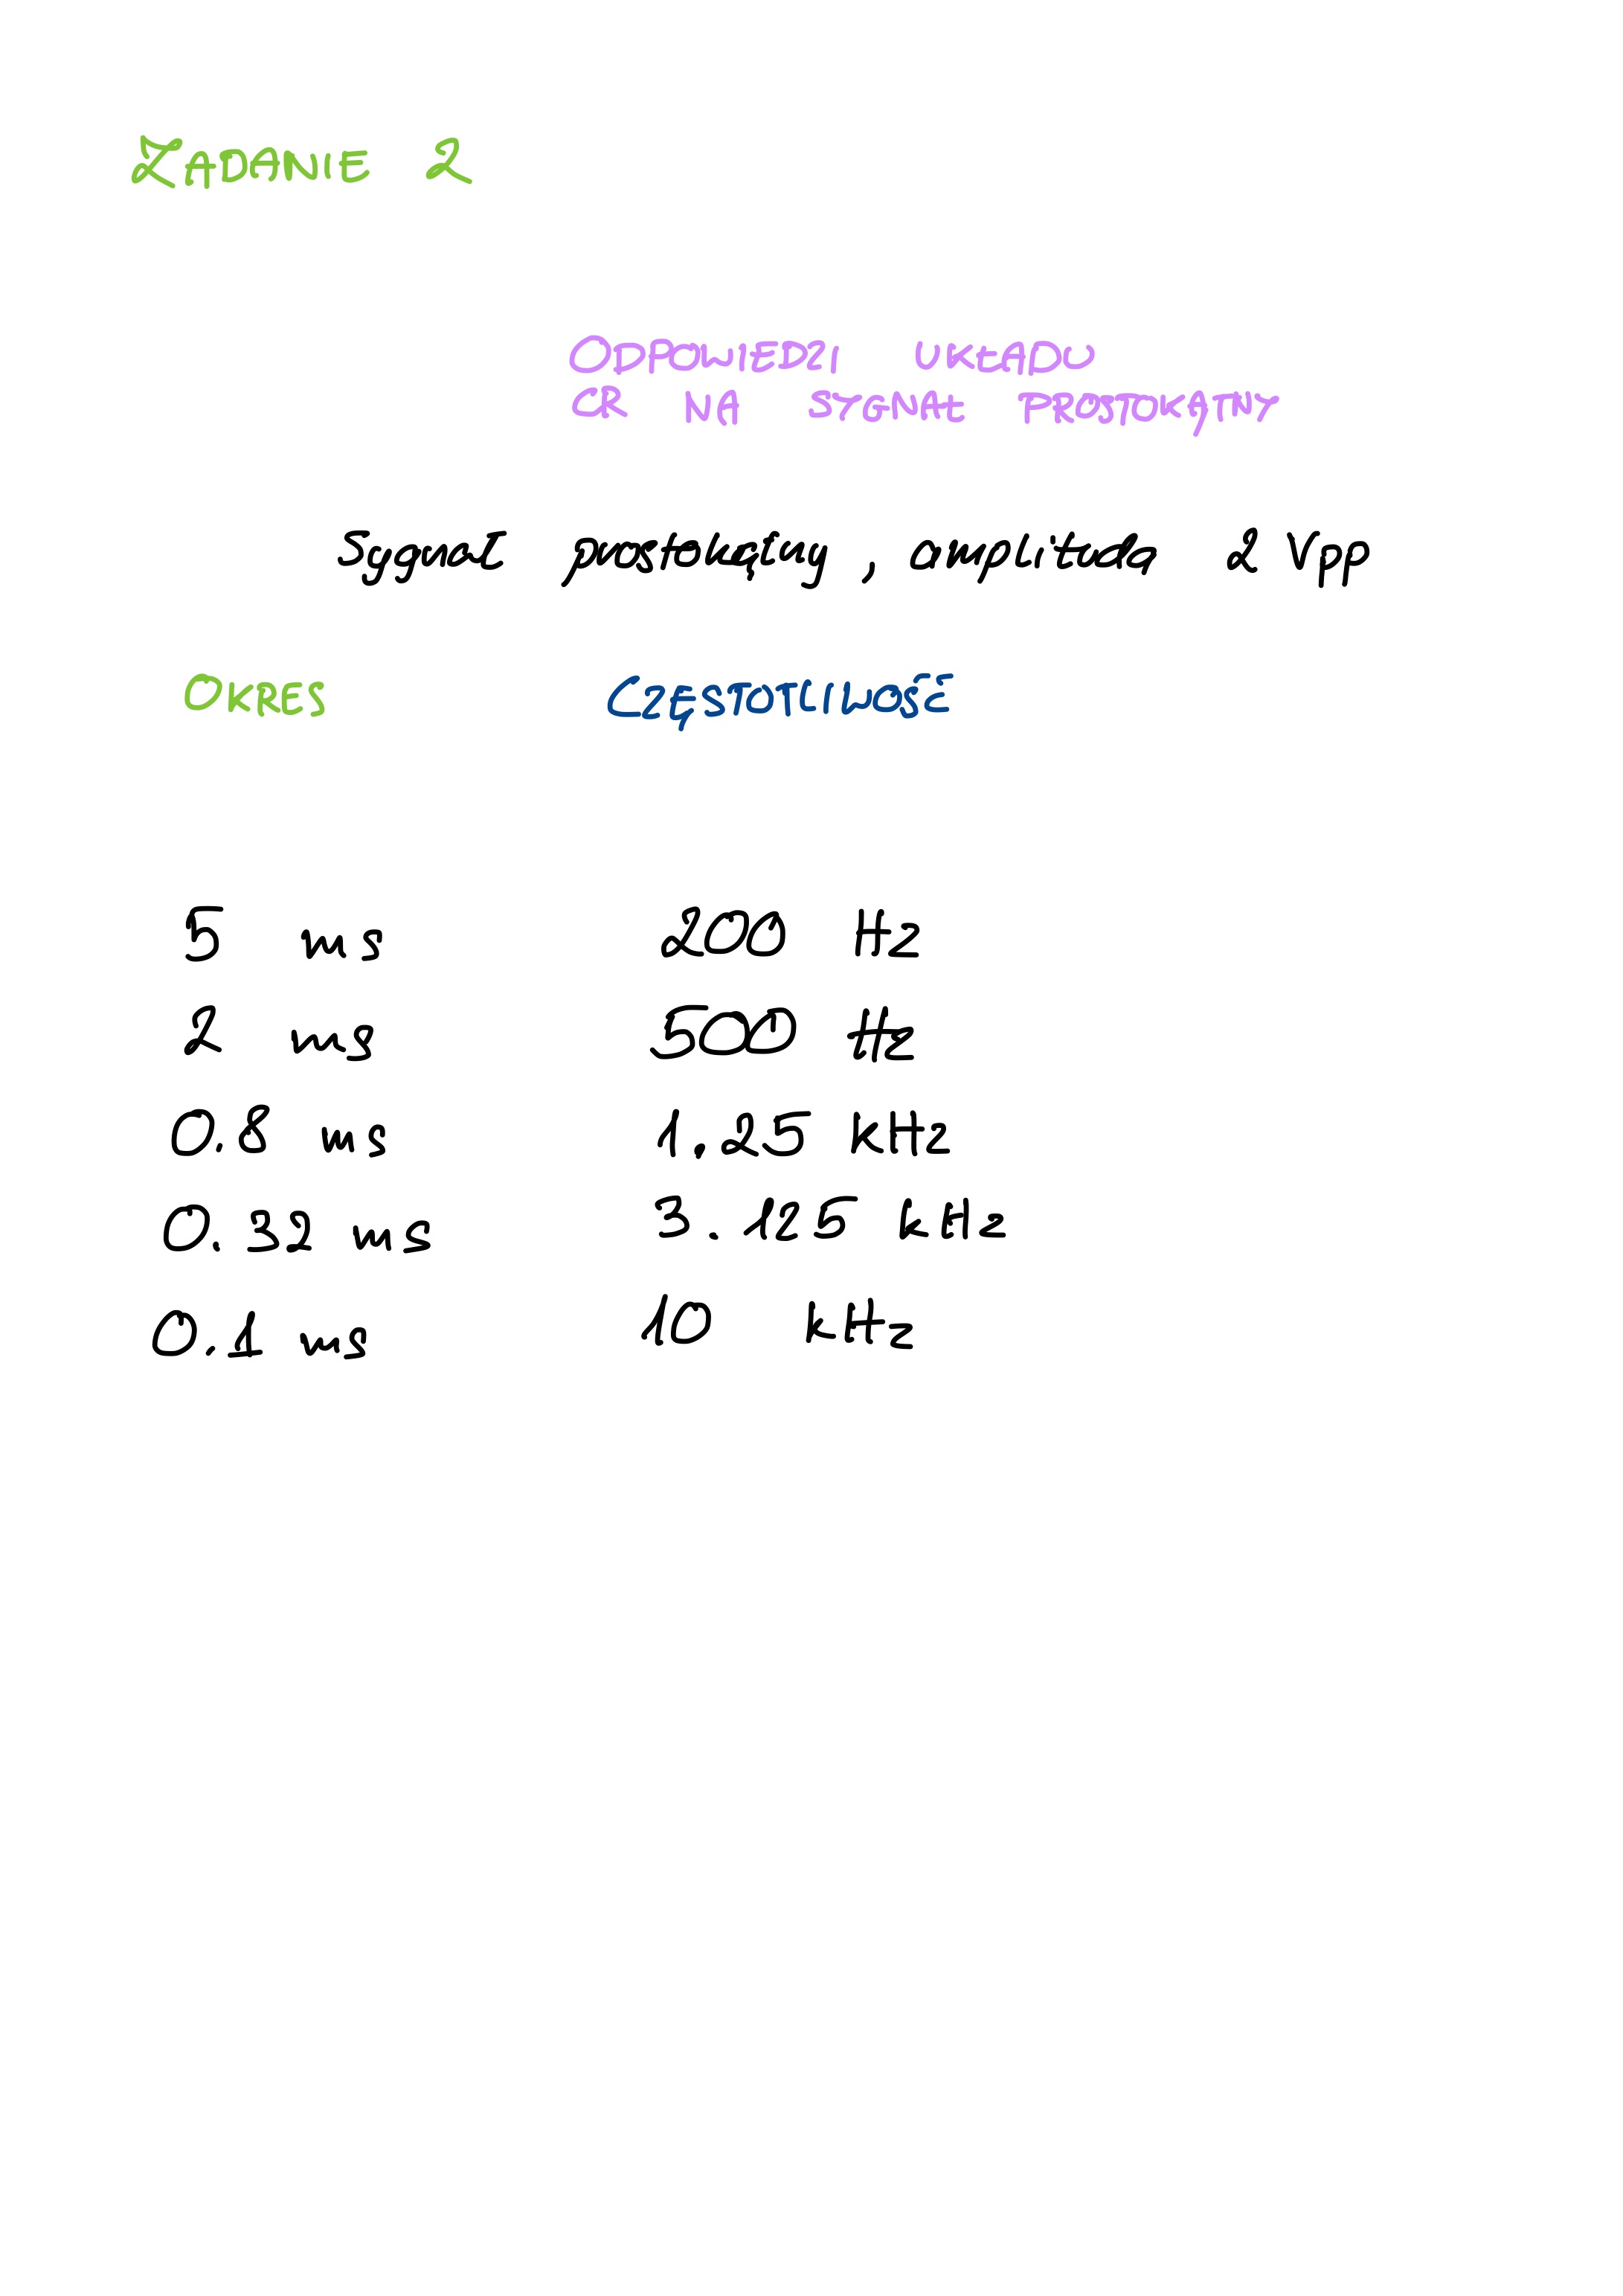 ZADANIE 2
ODPOWIEDZI UKŁADU
CR NA SYGNAŁ PROSTOKĄTNY
Sygnał prostokątny, amplituda 2 Vpp
OKRES CZĘSTOTLIWOŚĆ
5 ms 200 Hz
2 ms 500 Hz
0.8 ms 1.25 kHz
0.32 ms 3.125 kHz
0.1 ms 10 kHz